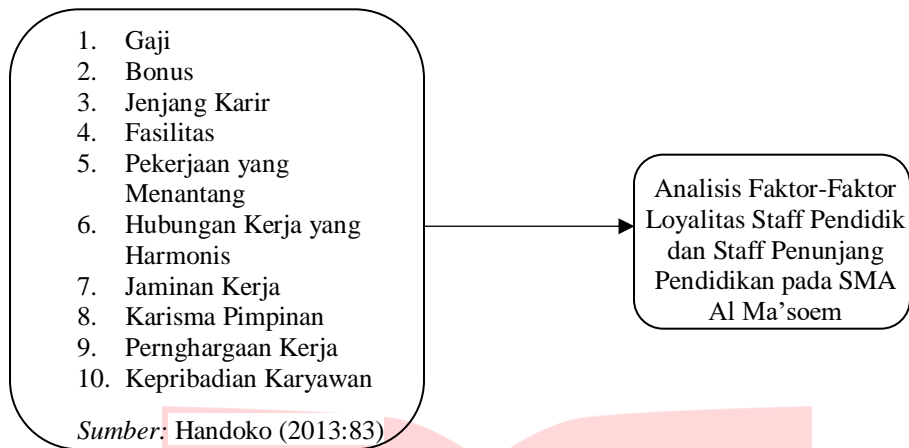 1. Gaji
2. Bonus
3. Jenjang Karir
4. Fasilitas
5. Pekerjaan yang
Menantang
6. Hubungan Kerja yang
Harmonis
7. Jaminan Kerja
8. Karisma Pimpinan
9. Pernghargaan Kerja
10. Kepribadian Karyawan
Sumber: Handoko (2013:83)
Analisis Faktor-Faktor
Loyalitas Staff Pendidik
dan Staff Penunjang
Pendidikan pada SMA
Al Ma’soem